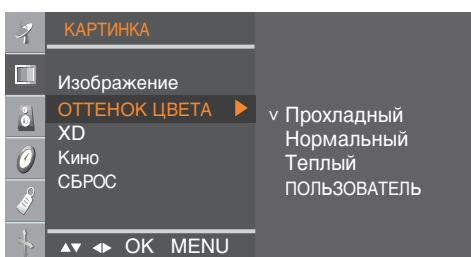 КАРТИНКА
Изображение
ОТТЕНОК ЦВЕТА
XD
Кино
СБРОС
v Прохладный
Нормальный
Теплый
ПОЛЬЗОВАТЕЛЬ
OK MENU